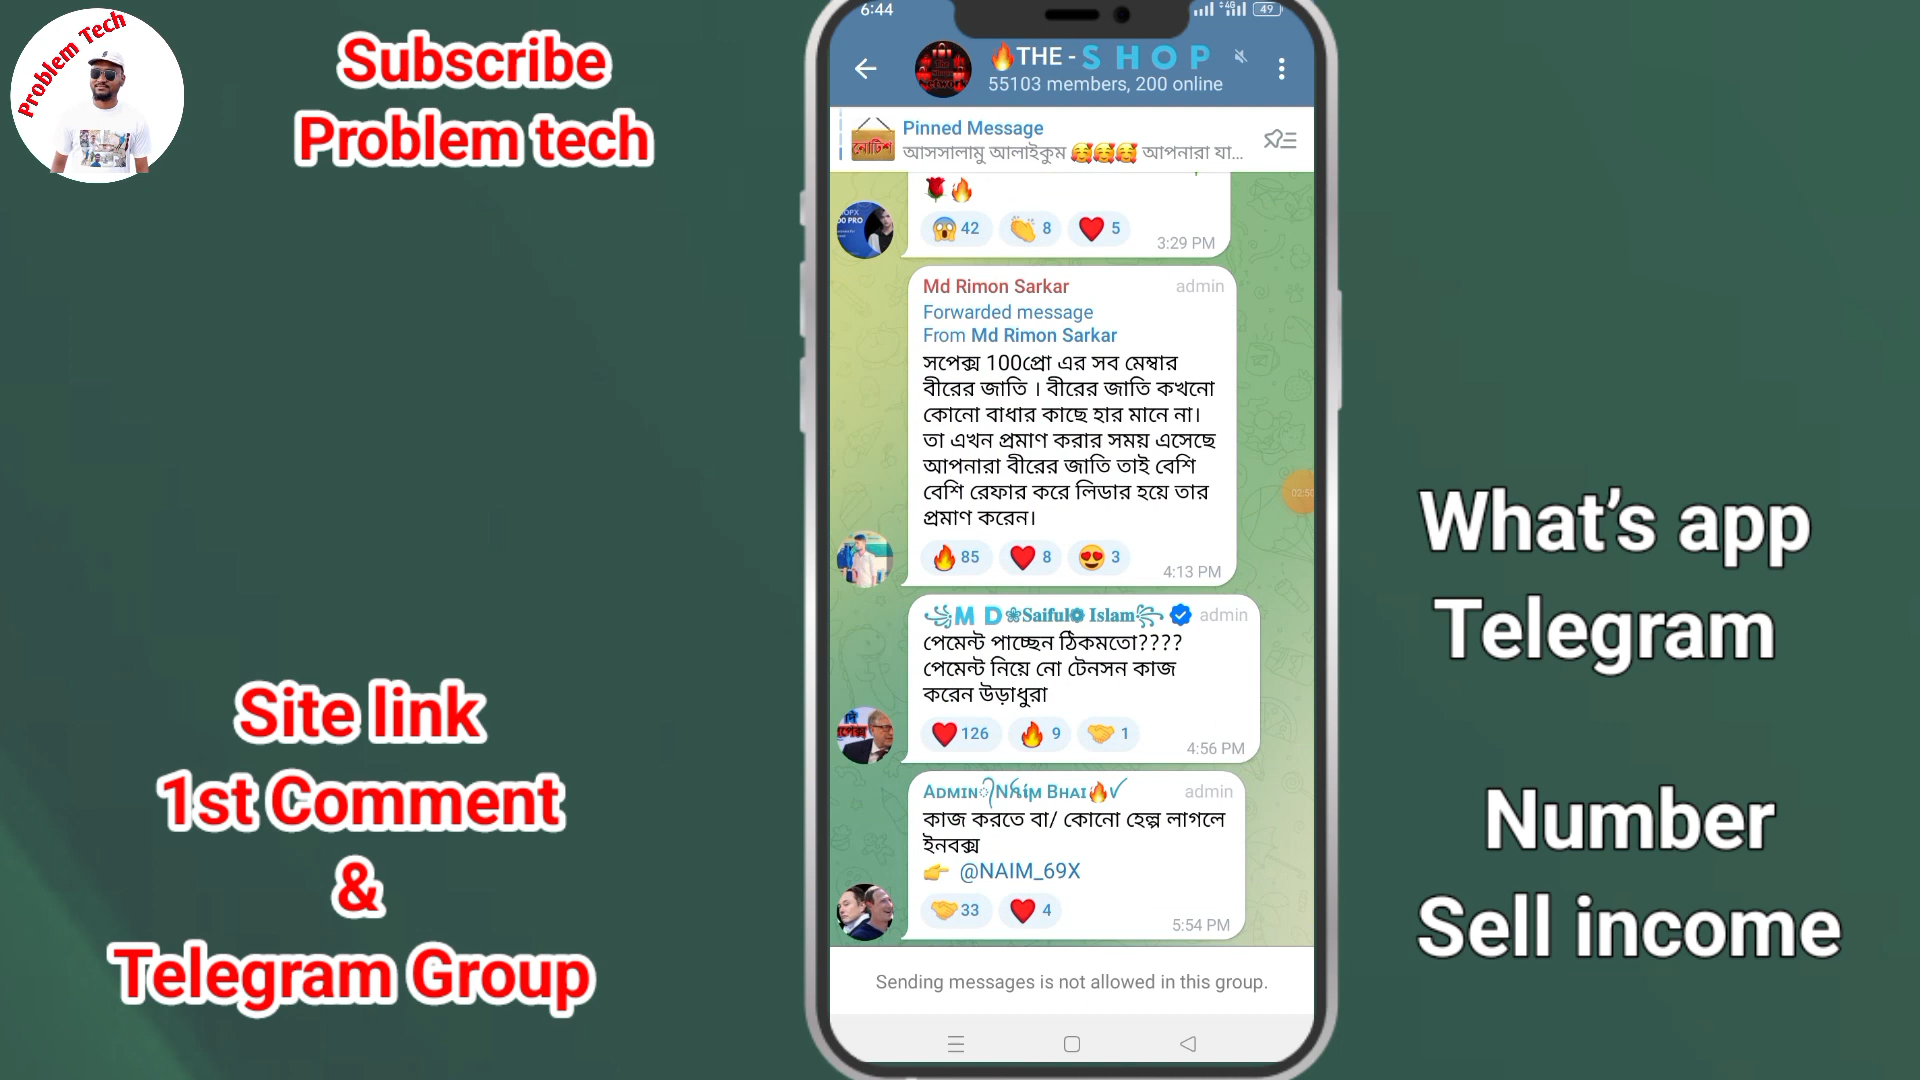 Problem Tech
Subscribe
Problem tech
Site link
1st Comment
&
Telegram Group
6:44
4G
49
🔥THE - S H O P
55103 members, 200 online
Pinned Message
নোটিশ
আসসালামু আলাইকুম 🥰🥰🥰 আপনারা যা...
🌹🔥
😱 42 👏 8 ❤️ 5
3:29 PM
Md Rimon Sarkar admin
Forwarded message
From Md Rimon Sarkar
সপেক্স 100প্রো এর সব মেম্বার
বীরের জাতি । বীরের জাতি কখনো
কোনো বাধার কাছে হার মানে না।
তা এখন প্রমাণ করার সময় এসেছে
আপনারা বীরের জাতি তাই বেশি
বেশি রেফার করে লিডার হয়ে তার
প্রমাণ করেন।
🔥 85 ❤️ 8 😍 3
4:13 PM
02:50
M D ❀Saiful❁ Islam admin
পেমেন্ট পাচ্ছেন ঠিকমতো????
পেমেন্ট নিয়ে নো টেনসন কাজ
করেন উড়াধুরা
❤️ 126 🔥 9 🤝 1
4:56 PM
Admin Naim Bhai🔥✓ admin
কাজ করতে বা/ কোনো হেল্প লাগলে
ইনবক্স
👉 @NAIM_69X
🤝 33 ❤️ 4
5:54 PM
Sending messages is not allowed in this group.
What's app
Telegram
Number
Sell income